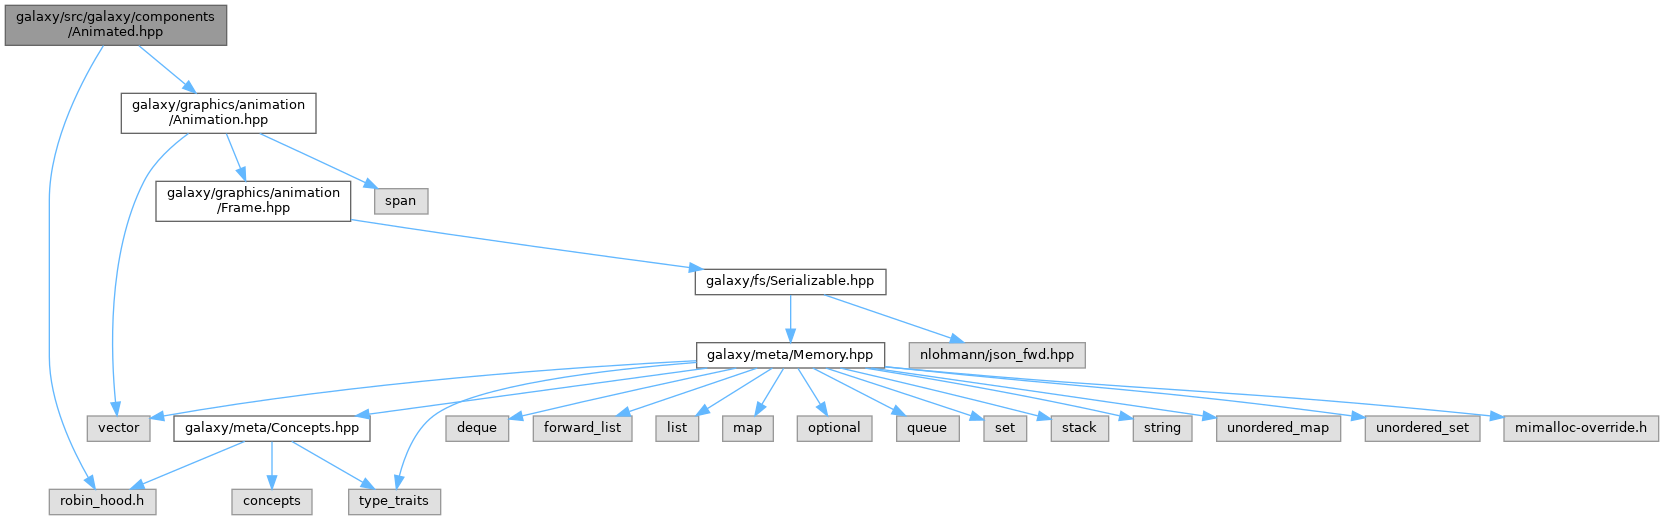 galaxy/src/galaxy/components
/Animated.hpp
galaxy/graphics/animation
/Animation.hpp
galaxy/graphics/animation
/Frame.hpp
span
galaxy/fs/Serializable.hpp
galaxy/meta/Memory.hpp
nlohmann/json_fwd.hpp
vector
galaxy/meta/Concepts.hpp
deque
forward_list
list
map
optional
queue
set
stack
string
unordered_map
unordered_set
mimalloc-override.h
robin_hood.h
concepts
type_traits